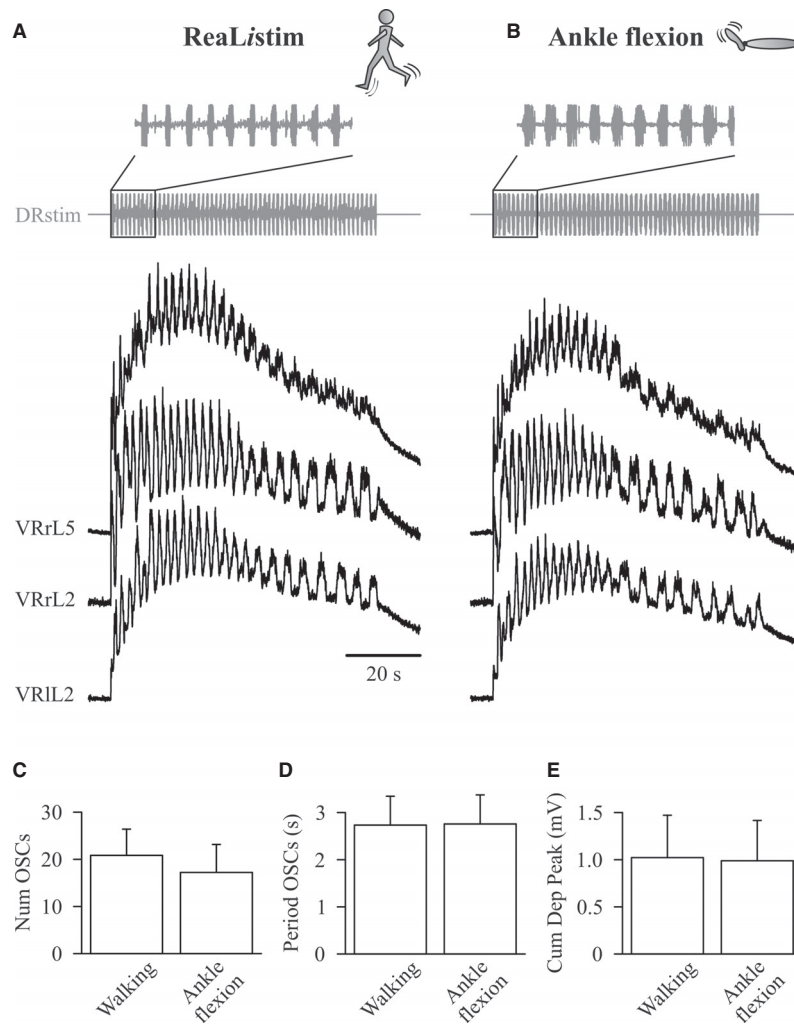 A
ReaListim
B
Ankle flexion
DRstim
VRrL5
VRrL2
VRlL2
20 s
C
Num OSCs
30
20
10
0
Walking
Ankle
flexion
D
Period OSCs (s)
3
2
1
0
Walking
Ankle
flexion
E
Cum Dep Peak (mV)
1.5
1.0
0.5
0
Walking
Ankle
flexion